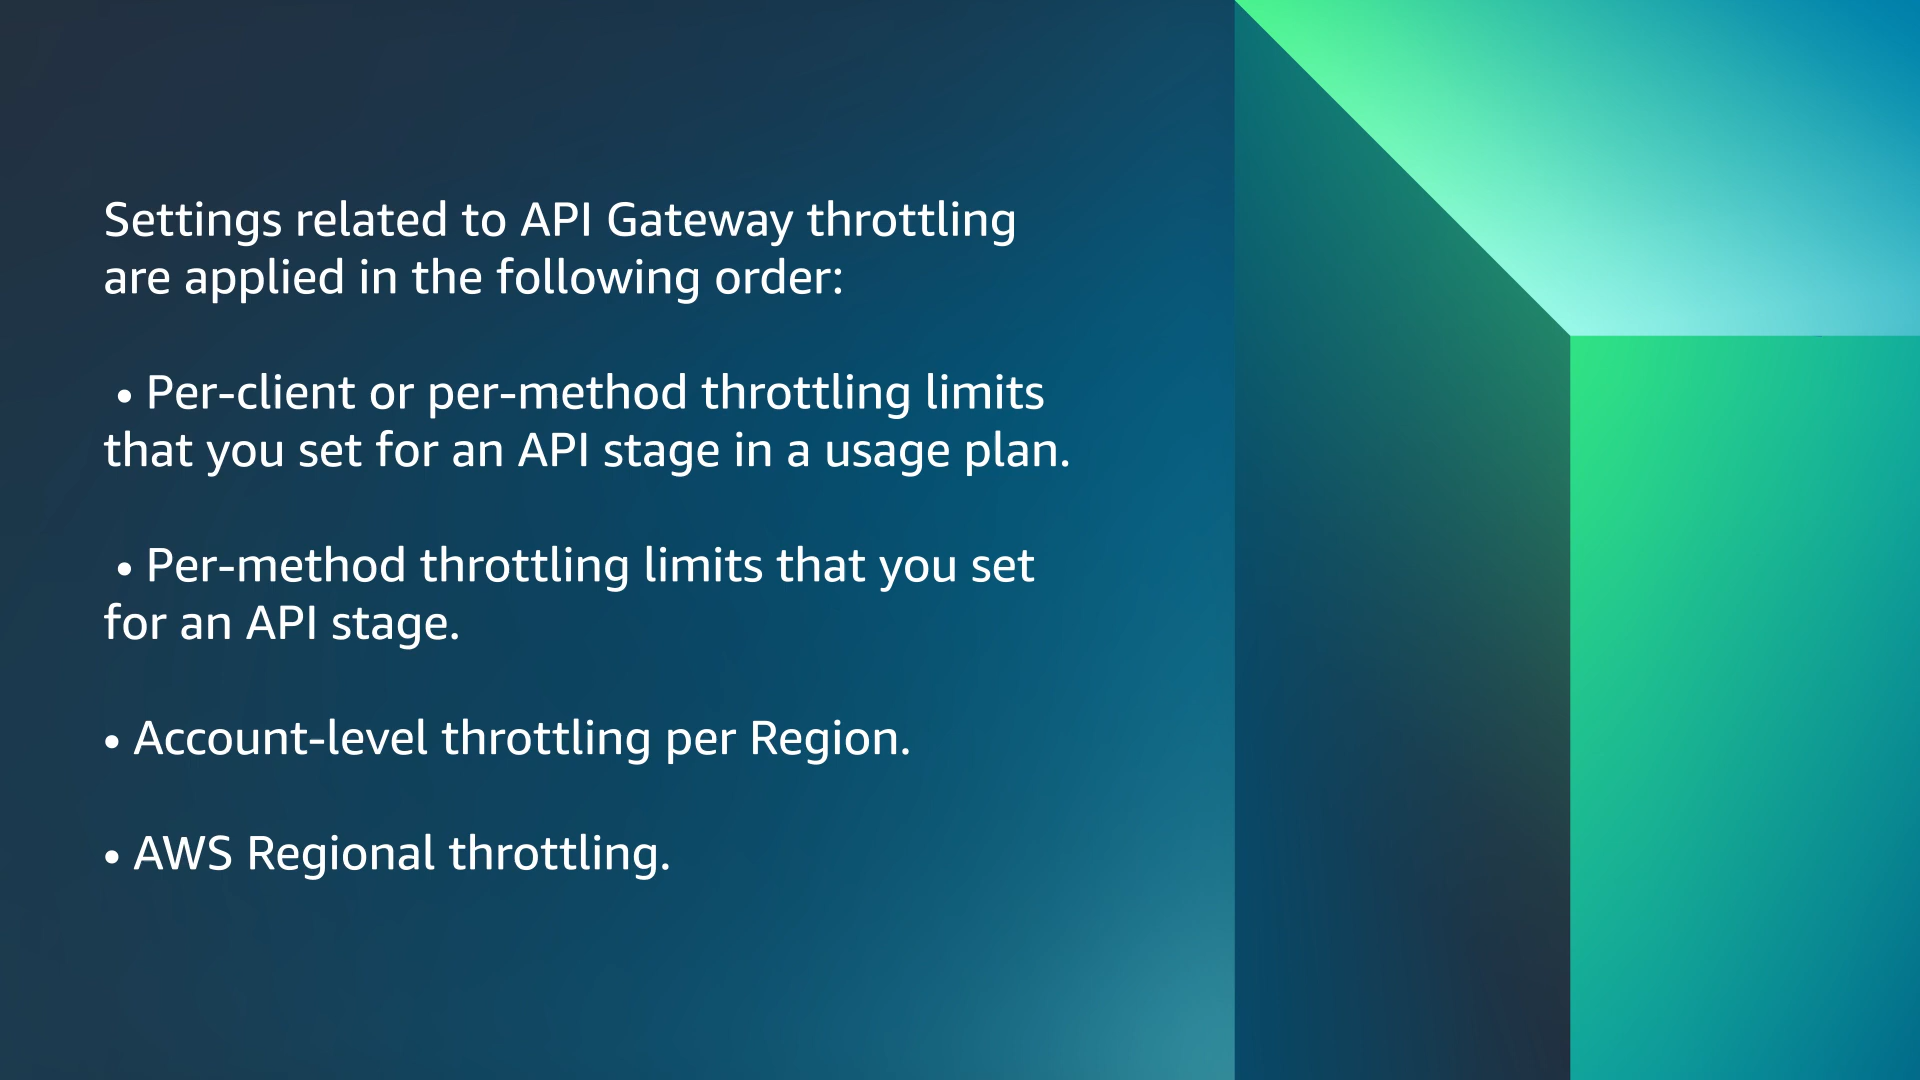 Settings related to API Gateway throttling
are applied in the following order:
• Per-client or per-method throttling limits
that you set for an API stage in a usage plan.
• Per-method throttling limits that you set
for an API stage.
• Account-level throttling per Region.
• AWS Regional throttling.